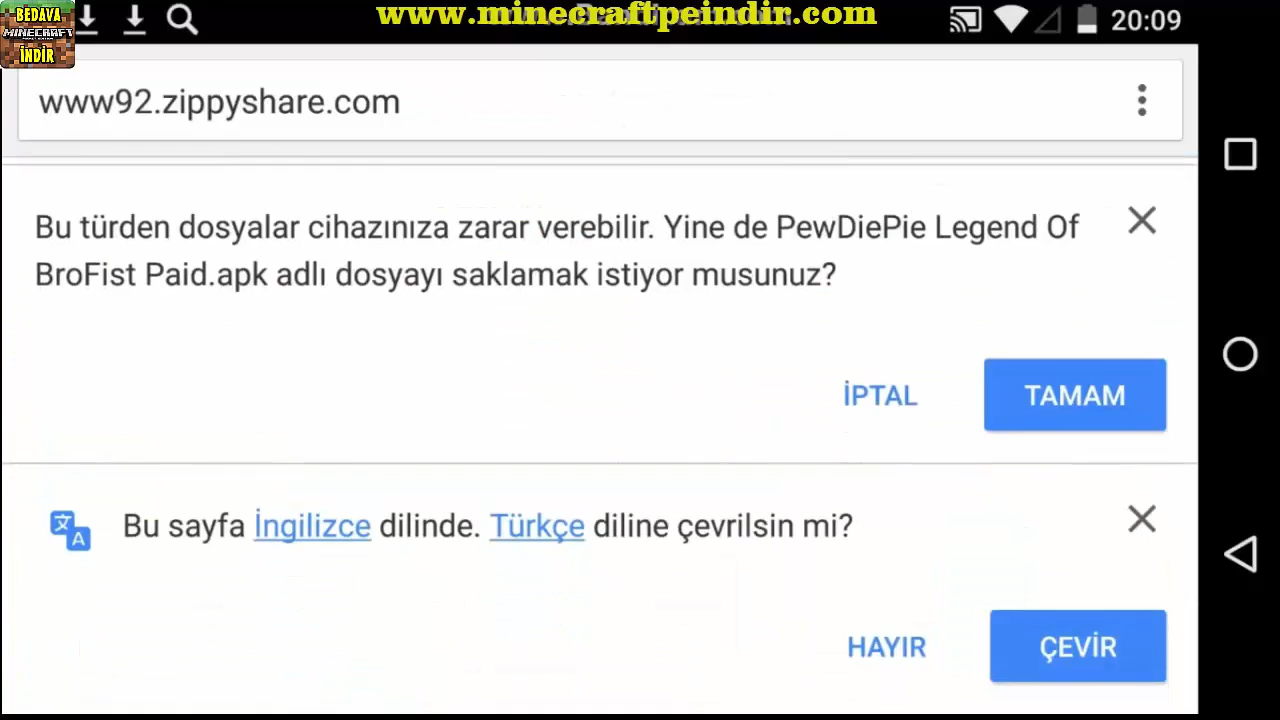 BEDAVA
MINECRAFT
İNDİR
www.minecraftpeindir.com
20:09
www92.zippyshare.com
Bu türden dosyalar cihazınıza zarar verebilir. Yine de PewDiePie Legend Of
BroFist Paid.apk adlı dosyayı saklamak istiyor musunuz?
İPTAL
TAMAM
Bu sayfa İngilizce dilinde. Türkçe diline çevrilsin mi?
HAYIR
ÇEVİR